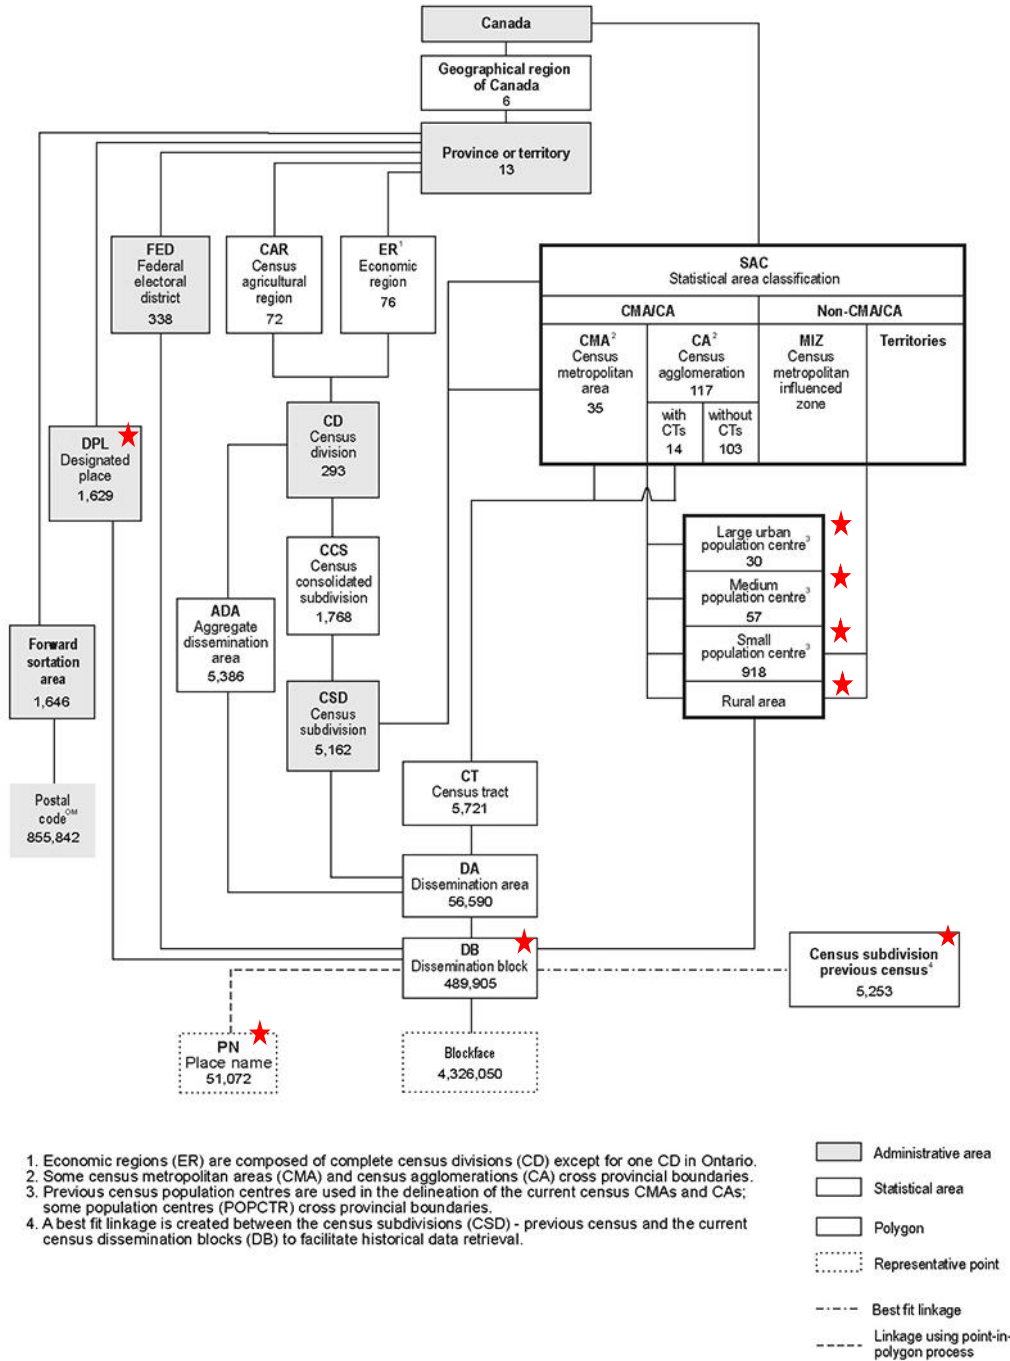 Canada
Geographical region
of Canada
6
Province or territory
13
FED
Federal
electoral
district
338
CAR
Census
agricultural
region
72
ER1
Economic
region
76
SAC
Statistical area classification
CMA/CA
Non-CMA/CA
CMA2
Census
metropolitan
area
35
CA2
Census
agglomeration
117
with
CTs
14
without
CTs
103
MIZ
Census
metropolitan
influenced
zone
Territories
DPL
Designated
place
1,629
CD
Census
division
293
CCS
Census
consolidated
subdivision
1,768
ADA
Aggregate
dissemination
area
5,386
Large urban
population centre3
30
Medium
population centre3
57
Small
population centre3
918
Rural area
Forward
sortation
area
1,646
CSD
Census
subdivision
5,162
Postal
codeOM
855,842
CT
Census tract
5,721
DA
Dissemination area
56,590
DB
Dissemination block
489,905
Census subdivision
previous census4
5,253
PN
Place name
51,072
Blockface
4,326,050
1. Economic regions (ER) are composed of complete census divisions (CD) except for one CD in Ontario.
2. Some census metropolitan areas (CMA) and census agglomerations (CA) cross provincial boundaries.
3. Previous census population centres are used in the delineation of the current census CMAs and CAs;
some population centres (POPCTR) cross provincial boundaries.
4. A best fit linkage is created between the census subdivisions (CSD) - previous census and the current
census dissemination blocks (DB) to facilitate historical data retrieval.
Administrative area
Statistical area
Polygon
Representative point
Best fit linkage
Linkage using point-in-
polygon process